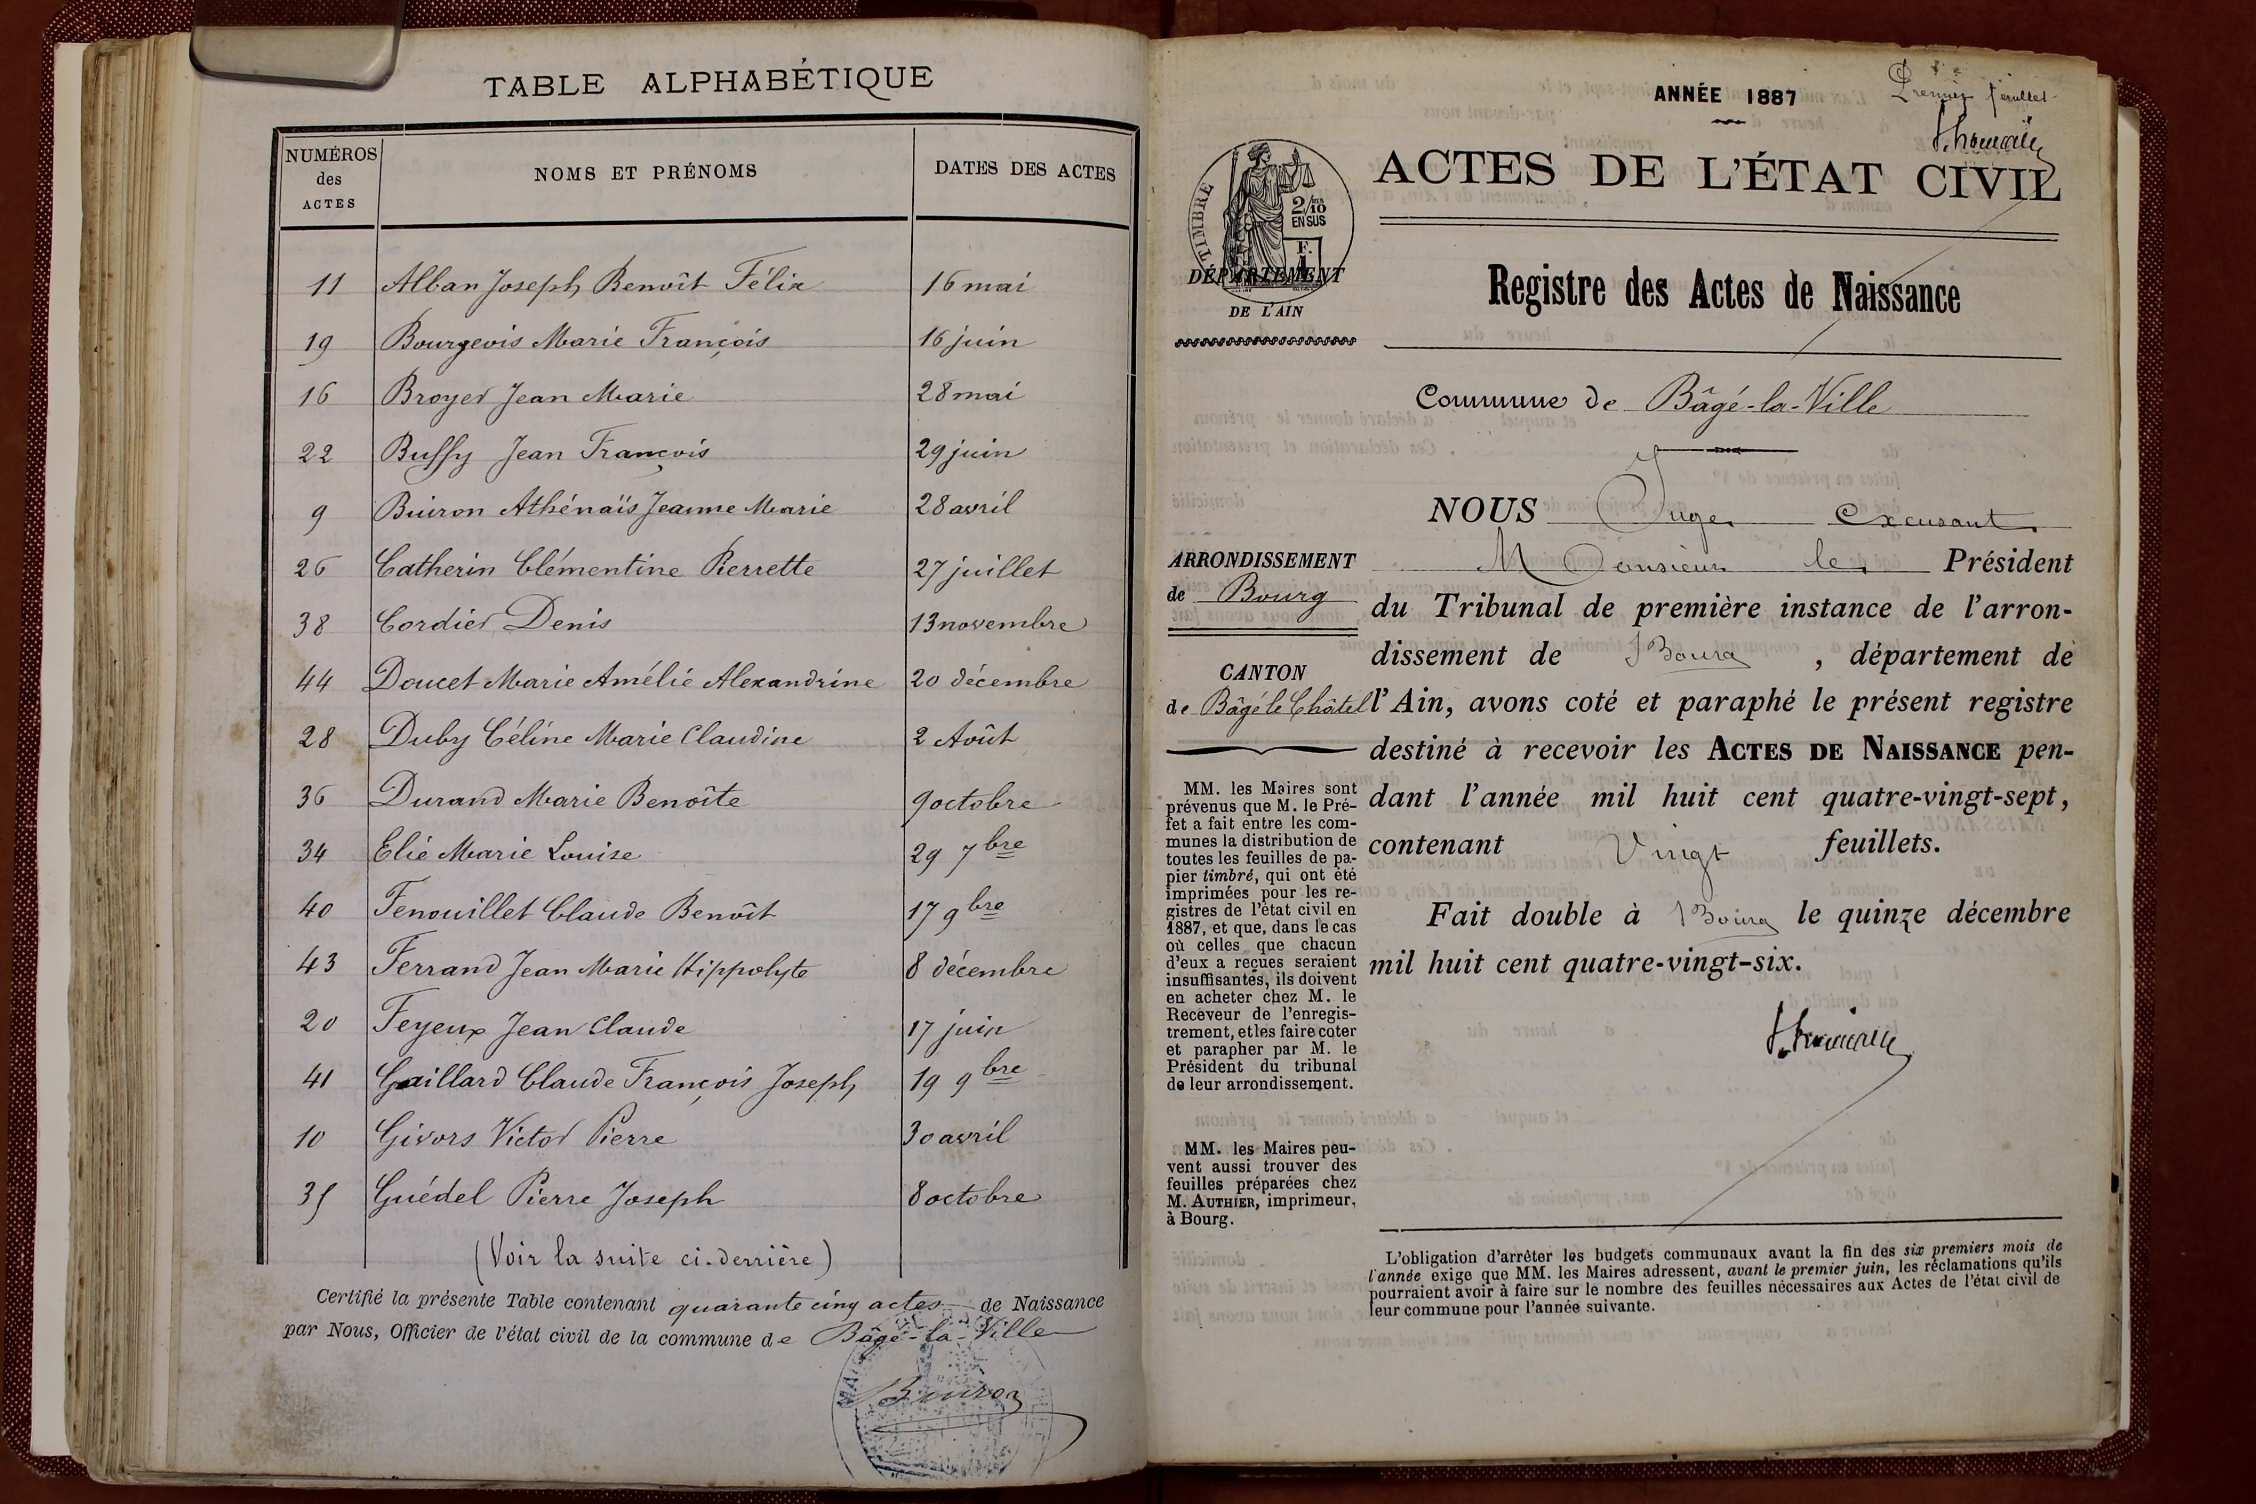 TABLE ALPHABÉTIQUE
NUMÉROS des ACTES
NOMS ET PRÉNOMS
DATES DES ACTES
11 Alban Joseph Benoît Félix 16 mai
19 Bourgeois Marie François 16 juin
16 Broyer Jean Marie 28 mai
22 Buffy Jean François 29 juin
9 Buiron Athénaïs Jeanne Marie 28 avril
26 Catherin Clémentine Pierrette 27 juillet
38 Cordier Denis 13 novembre
44 Doucet Marie Amélie Alexandrine 20 décembre
28 Duby Céline Marie Claudine 2 Août
36 Durand Marie Benoîte 9 octobre
34 Elie Marie Louise 29 7bre
40 Fenouillet Claude Benoît 17 9bre
43 Ferrand Jean Marie Hippolyte 8 décembre
20 Feyeux Jean Claude 17 juin
41 Gaillard Claude François Joseph 19 9bre
10 Givors Victor Pierre 30 avril
35 Guédel Pierre Joseph 8 octobre
(Voir la suite ci-derrière)
Certifié la présente Table contenant quarante cinq actes de Naissance
par Nous, Officier de l'état civil de la commune de Bâgé-la-Ville
Premier feuillet
ANNÉE 1887
ACTES DE L'ÉTAT CIVIL
TIMBRE
2/10 EN SUS
DÉPARTEMENT
DE L'AIN
Registre des Actes de Naissance
Commune de Bâgé-la-Ville
NOUS Juge excusant
Monsieur le Président
du Tribunal de première instance de l'arron-
dissement de Bourg, département de
l'Ain, avons coté et paraphé le présent registre
destiné à recevoir les ACTES DE NAISSANCE pen-
dant l'année mil huit cent quatre-vingt-sept,
contenant Vingt feuillets.
Fait double à Bourg le quinze décembre
mil huit cent quatre-vingt-six.
ARRONDISSEMENT
de Bourg
CANTON
de Bâgé le Châtel
MM. les Maires sont
prévenus que M. le Pré-
fet a fait entre les com-
munes la distribution de
toutes les feuilles de pa-
pier timbré, qui ont été
imprimées pour les re-
gistres de l'état civil en
1887, et que, dans le cas
où celles que chacun
d'eux a reçues seraient
insuffisantes, ils doivent
en acheter chez M. le
Receveur de l'enregis-
trement, et les faire coter
et parapher par M. le
Président du tribunal
de leur arrondissement.
MM. les Maires peu-
vent aussi trouver des
feuilles préparées chez
M. AUTHIER, imprimeur,
à Bourg.
L'obligation d'arrêter les budgets communaux avant la fin des six premiers mois de
l'année exige que MM. les Maires adressent, avant le premier juin, les réclamations qu'ils
pourraient avoir à faire sur le nombre des feuilles nécessaires aux Actes de l'état civil de
leur commune pour l'année suivante.